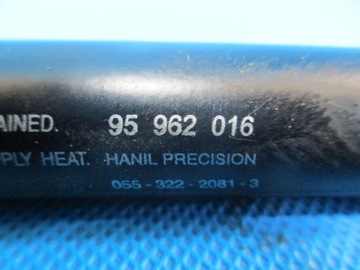 AINED. 95 962 016
PLY HEAT. HANIL PRECISION
055 - 322 - 2081 - 3